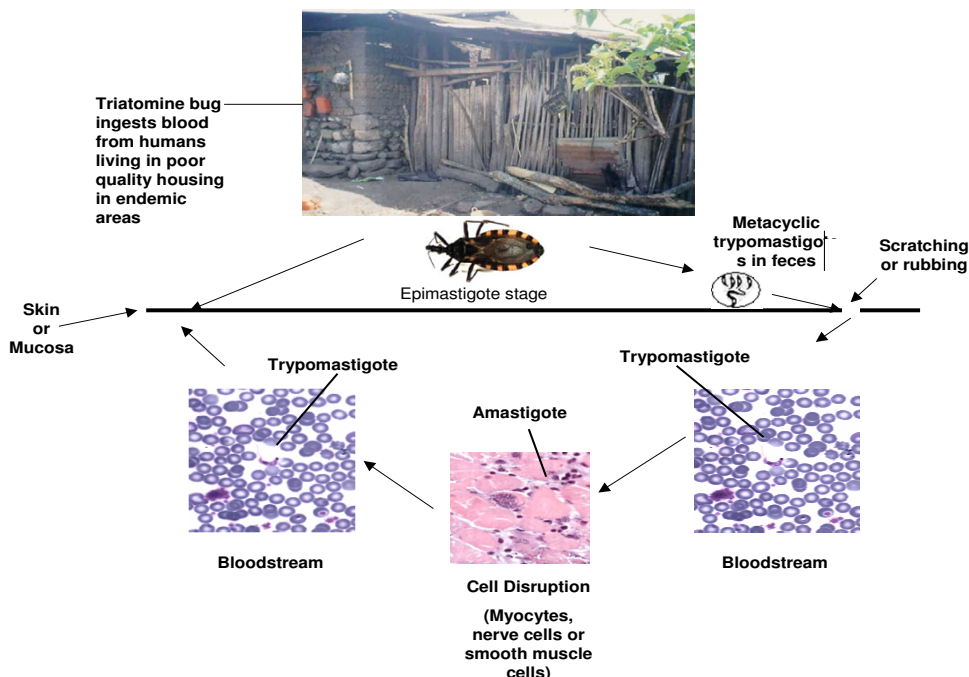 Triatomine bug
ingests blood
from humans
living in poor
quality housing
in endemic
areas
Metacyclic
trypomastigo
s in feces
Scratching
or rubbing
Epimastigote stage
Skin
or
Mucosa
Trypomastigote
Trypomastigote
Amastigote
Bloodstream
Cell Disruption
(Myocytes,
nerve cells or
smooth muscle
cells)
Bloodstream